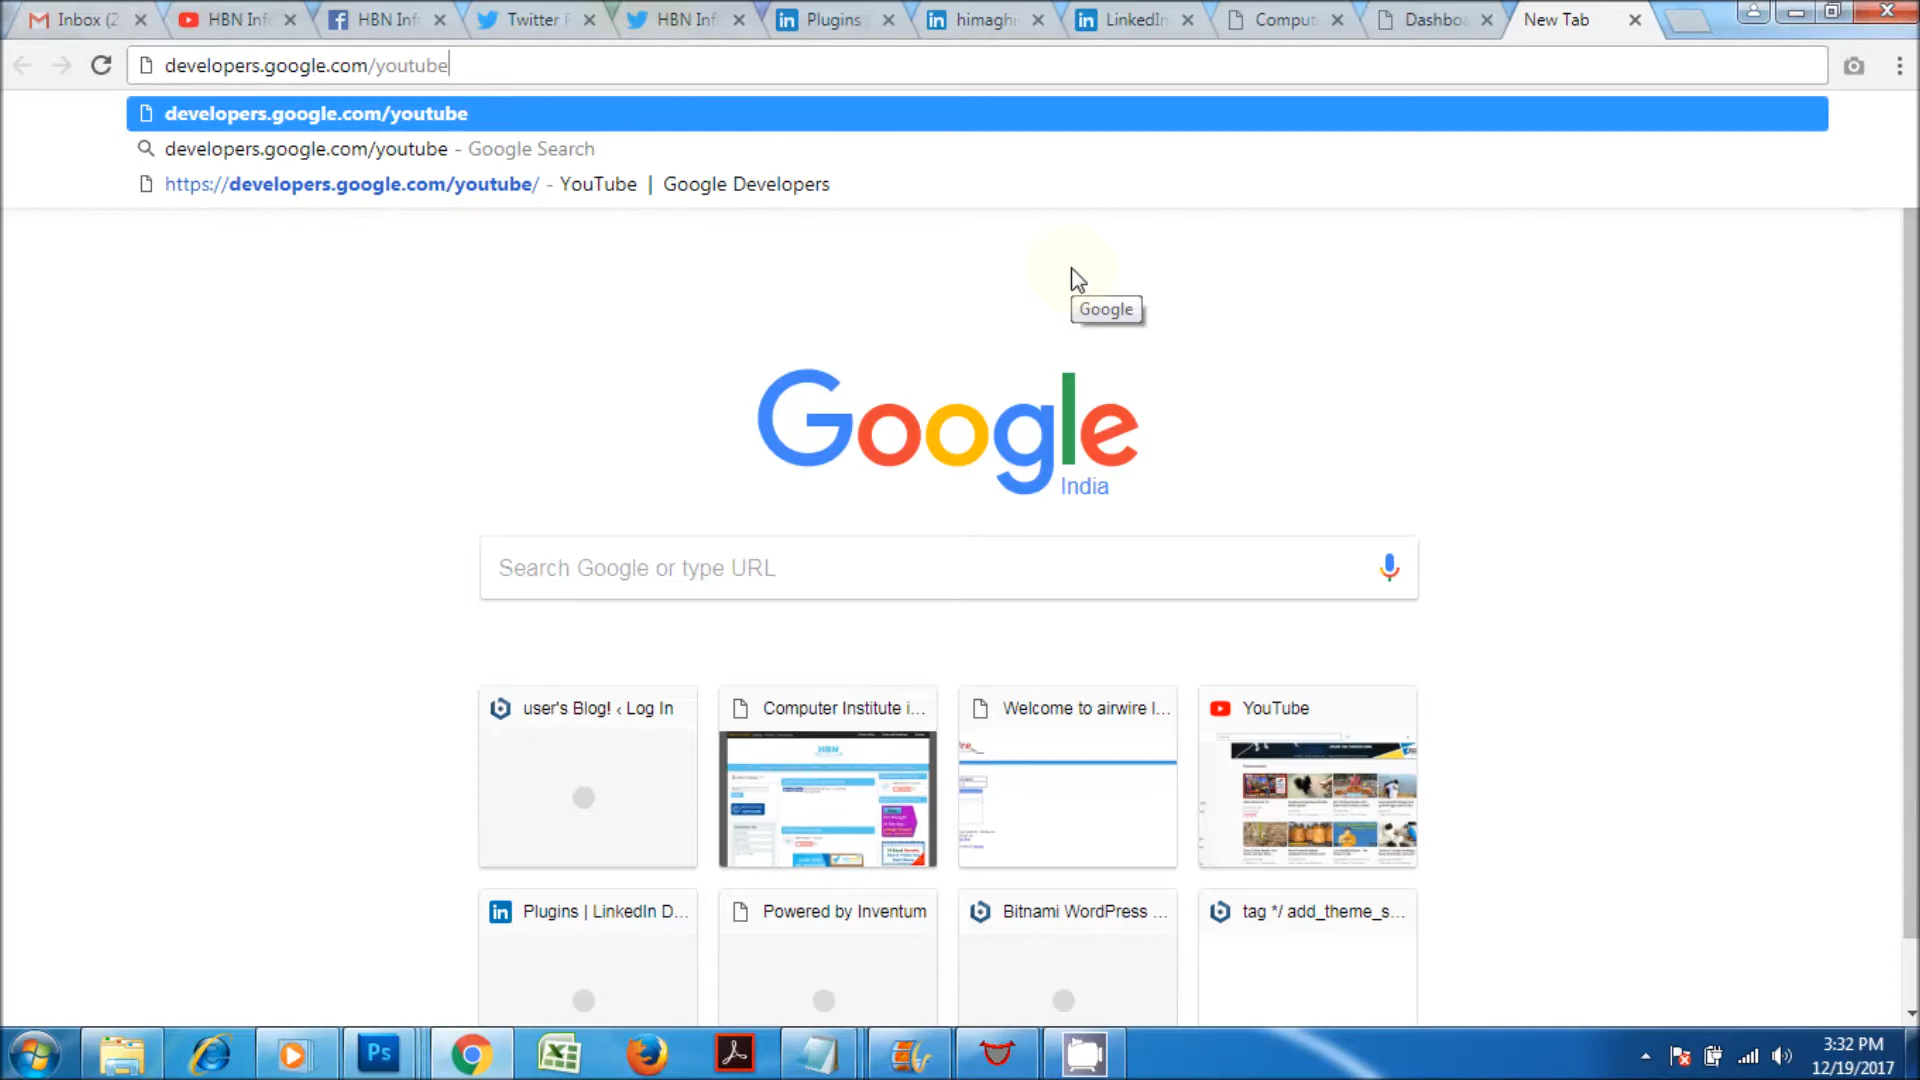 Inbox (2
HBN Inf
HBN Inf
Twitter F
HBN Inf
Plugins
himaghi
LinkedIn
Comput
Dashboa
New Tab
developers.google.com/youtube
developers.google.com/youtube
developers.google.com/youtube - Google Search
https://developers.google.com/youtube/ - YouTube | Google Developers
Google
Google
India
Search Google or type URL
user's Blog! ‹ Log In
Computer Institute i...
Welcome to airwire I...
YouTube
HBN
Plugins | LinkedIn D...
Powered by Inventum
Bitnami WordPress ...
tag */ add_theme_s...
Ps
3:32 PM
12/19/2017